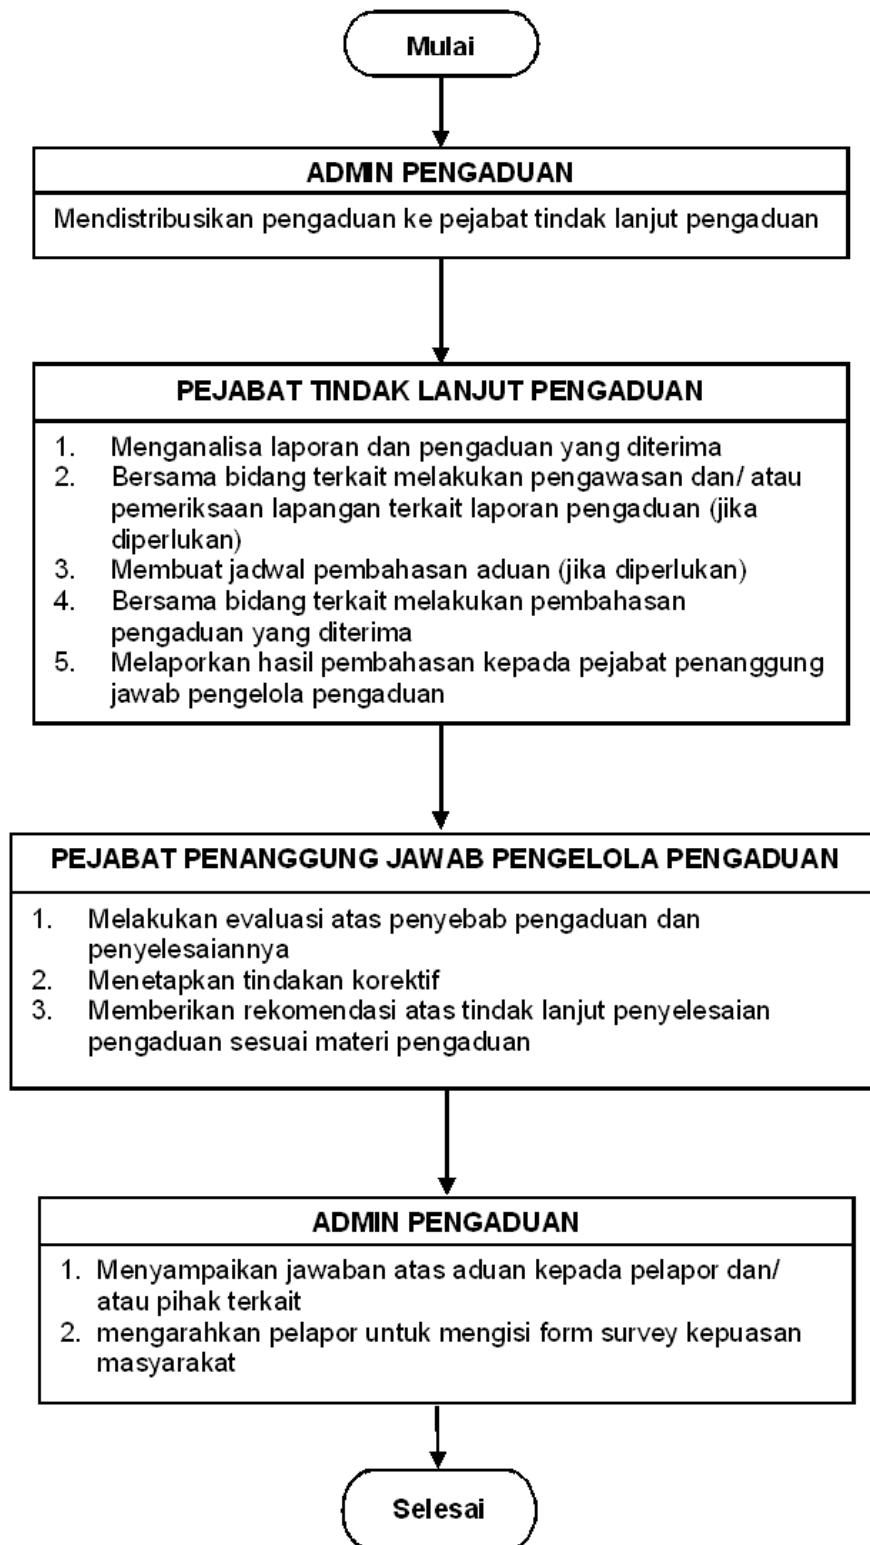 Mulai
ADMIN PENGADUAN
Mendistribusikan pengaduan ke pejabat tindak lanjut pengaduan
PEJABAT TINDAK LANJUT PENGADUAN
1. Menganalisa laporan dan pengaduan yang diterima
2. Bersama bidang terkait melakukan pengawasan dan/ atau
pemeriksaan lapangan terkait laporan pengaduan (jika
diperlukan)
3. Membuat jadwal pembahasan aduan (jika diperlukan)
4. Bersama bidang terkait melakukan pembahasan
pengaduan yang diterima
5. Melaporkan hasil pembahasan kepada pejabat penanggung
jawab pengelola pengaduan
PEJABAT PENANGGUNG JAWAB PENGELOLA PENGADUAN
1. Melakukan evaluasi atas penyebab pengaduan dan
penyelesaiannya
2. Menetapkan tindakan korektif
3. Memberikan rekomendasi atas tindak lanjut penyelesaian
pengaduan sesuai materi pengaduan
ADMIN PENGADUAN
1. Menyampaikan jawaban atas aduan kepada pelapor dan/
atau pihak terkait
2. mengarahkan pelapor untuk mengisi form survey kepuasan
masyarakat
Selesai